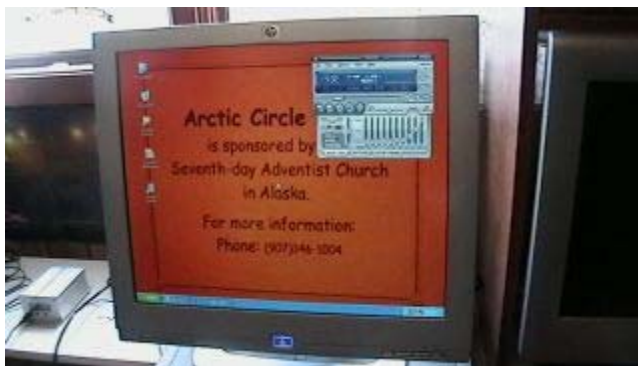 Arctic Circle
is sponsored by
Seventh-day Adventist Church
in Alaska.
For more information:
Phone: (907)346-1004